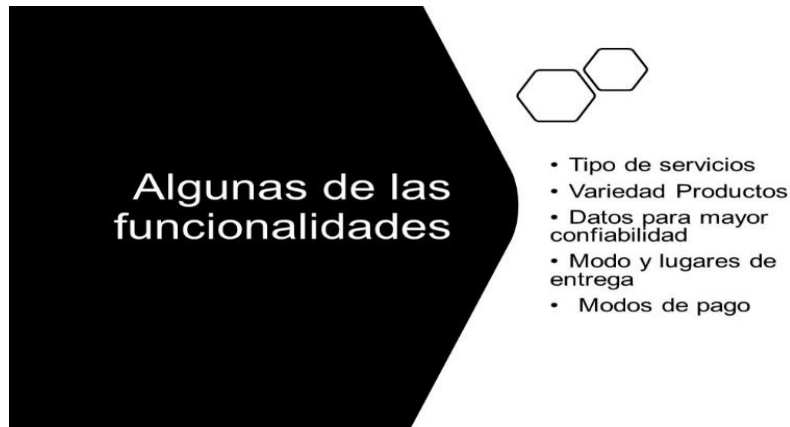 Algunas de las
funcionalidades
• Tipo de servicios
• Variedad Productos
• Datos para mayor
confiabilidad
• Modo y lugares de
entrega
• Modos de pago